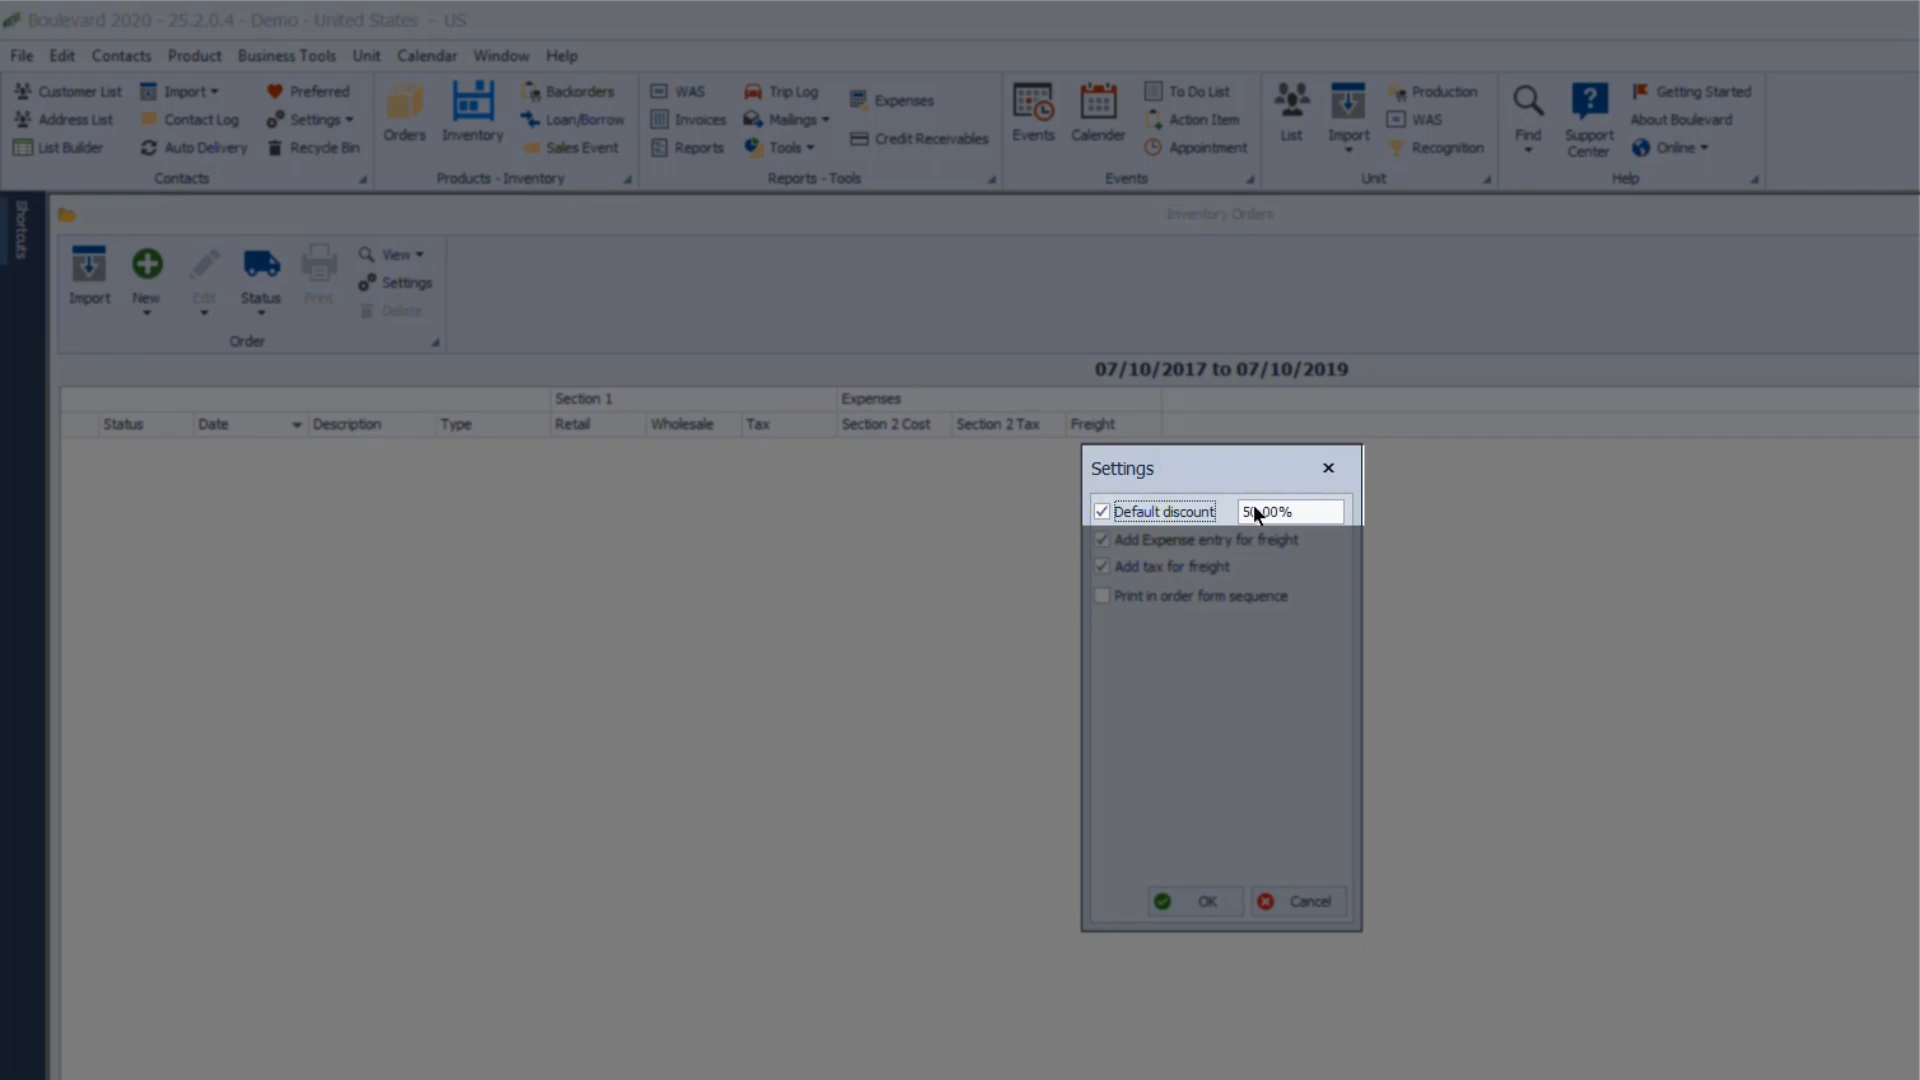 Boulevard 2020 - 25.2.0.4 - Demo - United States - US
File Edit Contacts Product Business Tools Unit Calendar Window Help
Customer List Import Preferred
Address List Contact Log Settings
List Builder Auto Delivery Recycle Bin
Contacts
Orders Inventory
Backorders
Loan/Borrow
Sales Event
Products - Inventory
WAS Trip Log Expenses
Invoices Mailings Credit Receivables
Reports Tools
Reports - Tools
Events Calender
To Do List
Action Item
Appointment
Events
List Import
Production
WAS
Recognition
Unit
Find Support Center
Getting Started
About Boulevard
Online
Help
Shortcuts
Inventory Orders
Import New Edit Status Print
View
Settings
Delete
Order
07/10/2017 to 07/10/2019
Section 1 Expenses
Status Date Description Type Retail Wholesale Tax Section 2 Cost Section 2 Tax Freight
Settings
Default discount 50.00%
Add Expense entry for freight
Add tax for freight
Print in order form sequence
OK Cancel